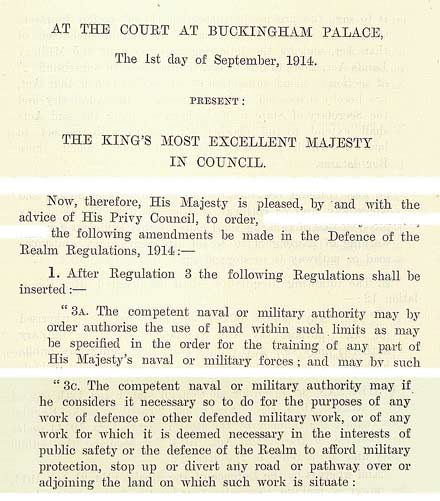 AT THE COURT AT BUCKINGHAM PALACE,
The 1st day of September, 1914.
PRESENT:
THE KING'S MOST EXCELLENT MAJESTY
IN COUNCIL.
Now, therefore, His Majesty is pleased, by and with the
advice of His Privy Council, to order,
the following amendments be made in the Defence of the
Realm Regulations, 1914:—
1. After Regulation 3 the following Regulations shall be
inserted:—
"3A. The competent naval or military authority may by
order authorise the use of land within such limits as may
be specified in the order for the training of any part of
His Majesty's naval or military forces; and may by such
"3C. The competent naval or military authority may if
he considers it necessary so to do for the purposes of any
work of defence or other defended military work, or of any
work for which it is deemed necessary in the interests of
public safety or the defence of the Realm to afford military
protection, stop up or divert any road or pathway over or
adjoining the land on which such work is situate: